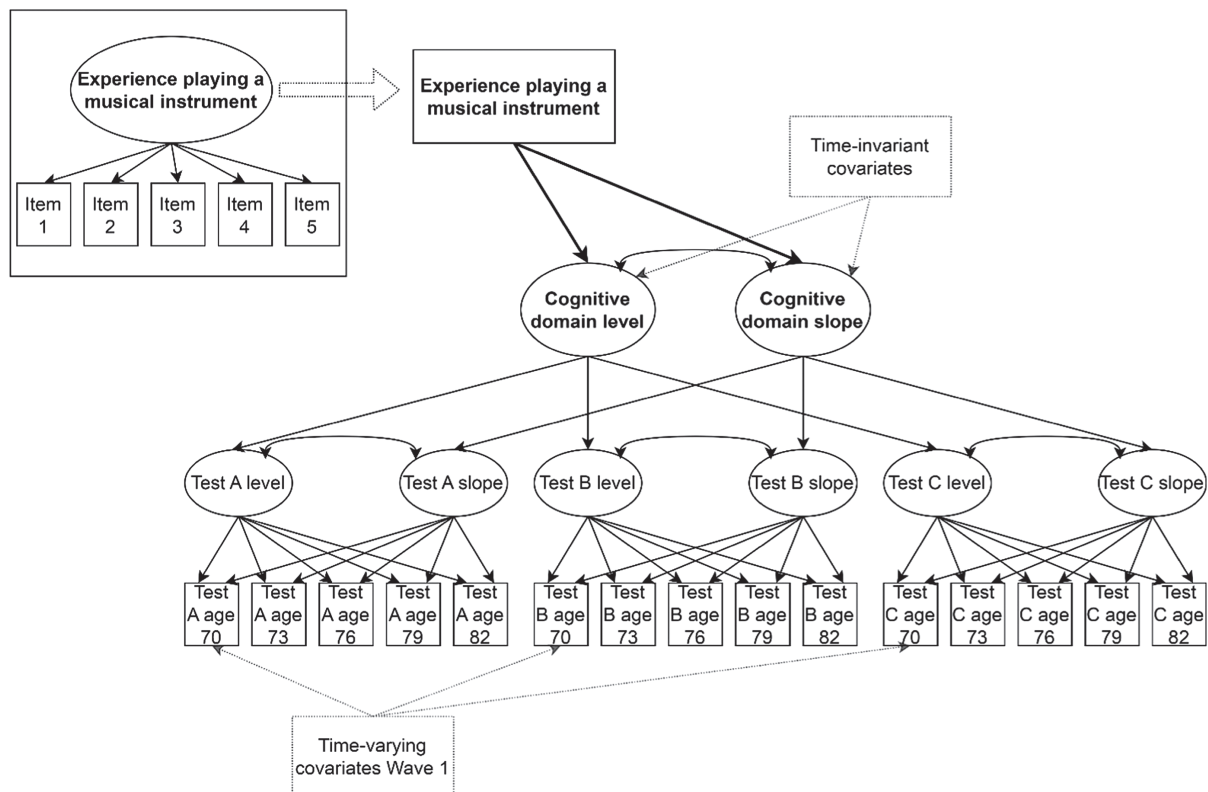 Experience playing a
musical instrument
Item
1
Item
2
Item
3
Item
4
Item
5
Experience playing a
musical instrument
Time-invariant
covariates
Cognitive
domain level
Cognitive
domain slope
Test A level
Test A slope
Test B level
Test B slope
Test C level
Test C slope
Test
A age
70
Test
A age
73
Test
A age
76
Test
A age
79
Test
A age
82
Test
B age
70
Test
B age
73
Test
B age
76
Test
B age
79
Test
B age
82
Test
C age
70
Test
C age
73
Test
C age
76
Test
C age
79
Test
C age
82
Time-varying
covariates Wave 1